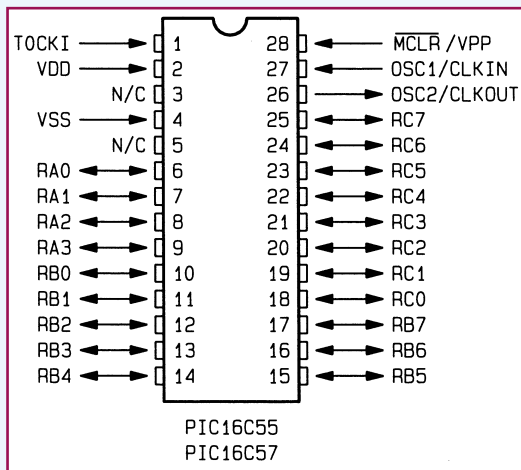 T0CKI 1 28 MCLR/VPP
VDD 2 27 OSC1/CLKIN
N/C 3 26 OSC2/CLKOUT
VSS 4 25 RC7
N/C 5 24 RC6
RA0 6 23 RC5
RA1 7 22 RC4
RA2 8 21 RC3
RA3 9 20 RC2
RB0 10 19 RC1
RB1 11 18 RC0
RB2 12 17 RB7
RB3 13 16 RB6
RB4 14 15 RB5
PIC16C55
PIC16C57